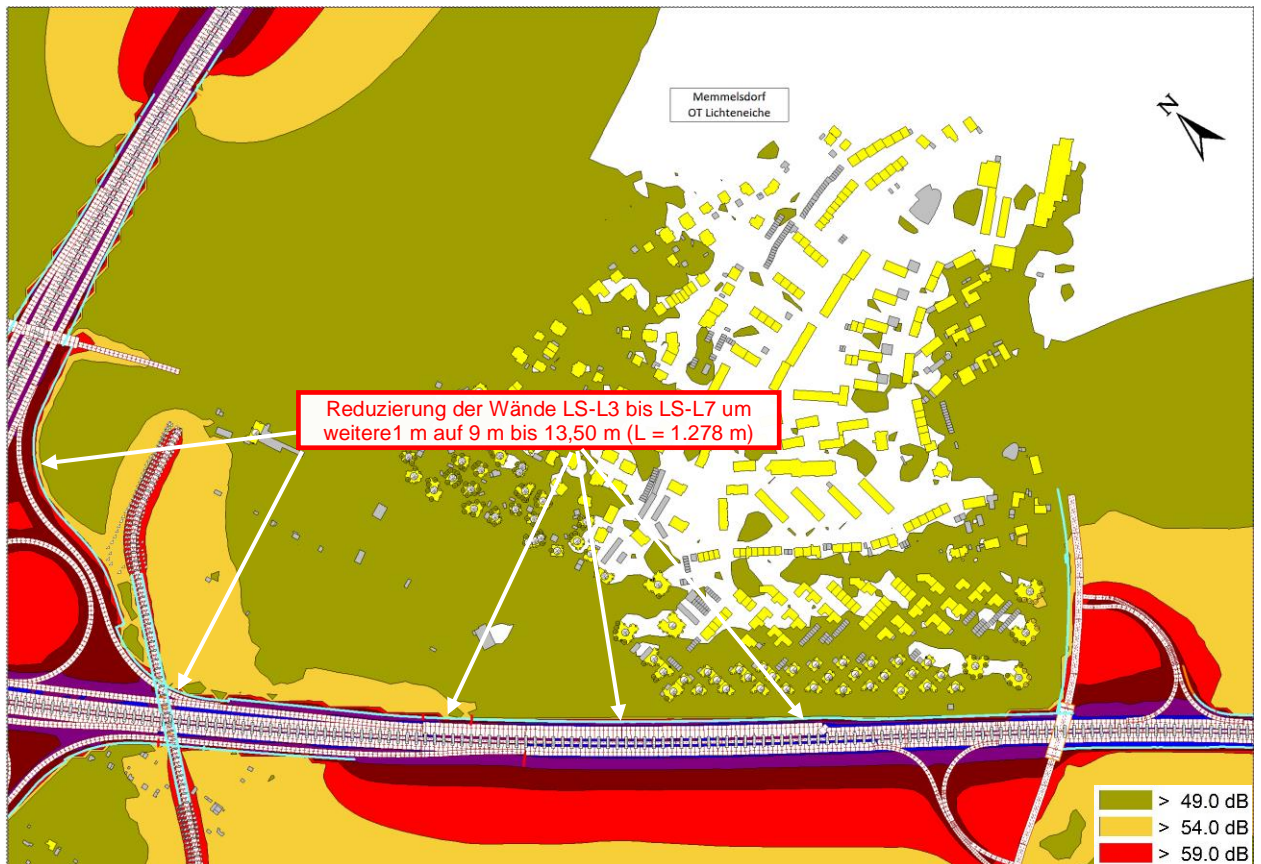 Memmelsdorf
OT Lichteneiche
N
Reduzierung der Wände LS-L3 bis LS-L7 um
weitere1 m auf 9 m bis 13,50 m (L = 1.278 m)
> 49.0 dB
> 54.0 dB
> 59.0 dB